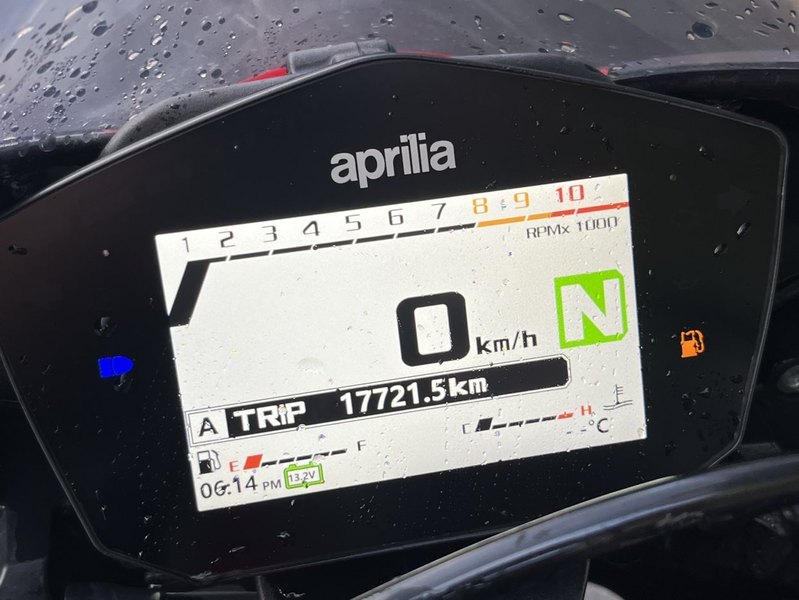 aprilia
1 2 3 4 5 6 7 8 9 10
RPMx 1000
0 km/h N
A TRIP 17721.5km
E F C H
--°C
06:14 PM 13.2V